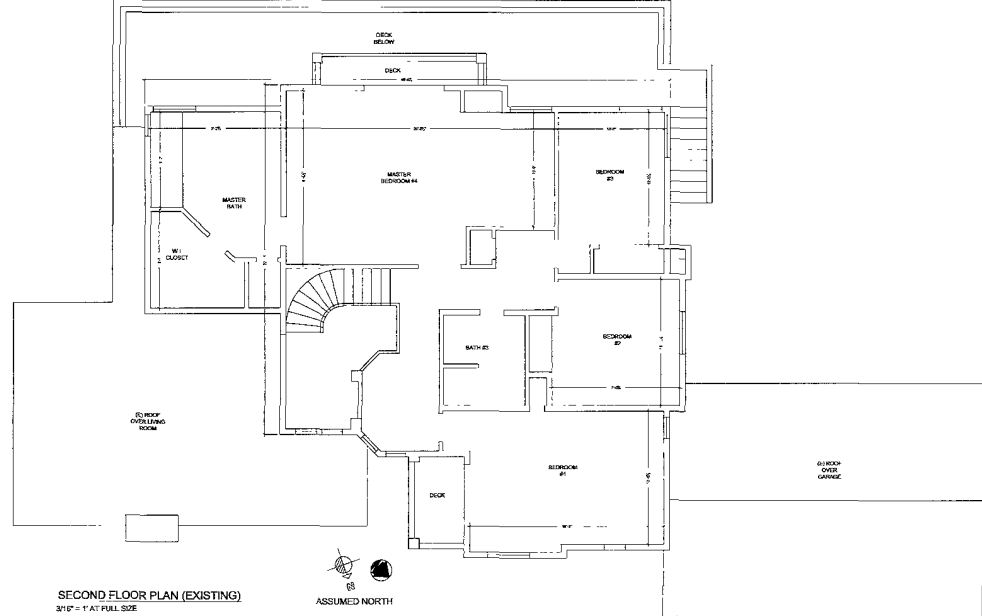 DECK
BELOW
DECK
MASTER
BEDROOM #4
BEDROOM
#3
MASTER
BATH
W.I.
CLOSET
BATH #3
BEDROOM
#2
(E) ROOF
OVER LIVING
ROOM
BEDROOM
#1
(E) ROOF
OVER
GARAGE
DECK
SECOND FLOOR PLAN (EXISTING)
3/16" = 1' AT FULL SIZE
ASSUMED NORTH